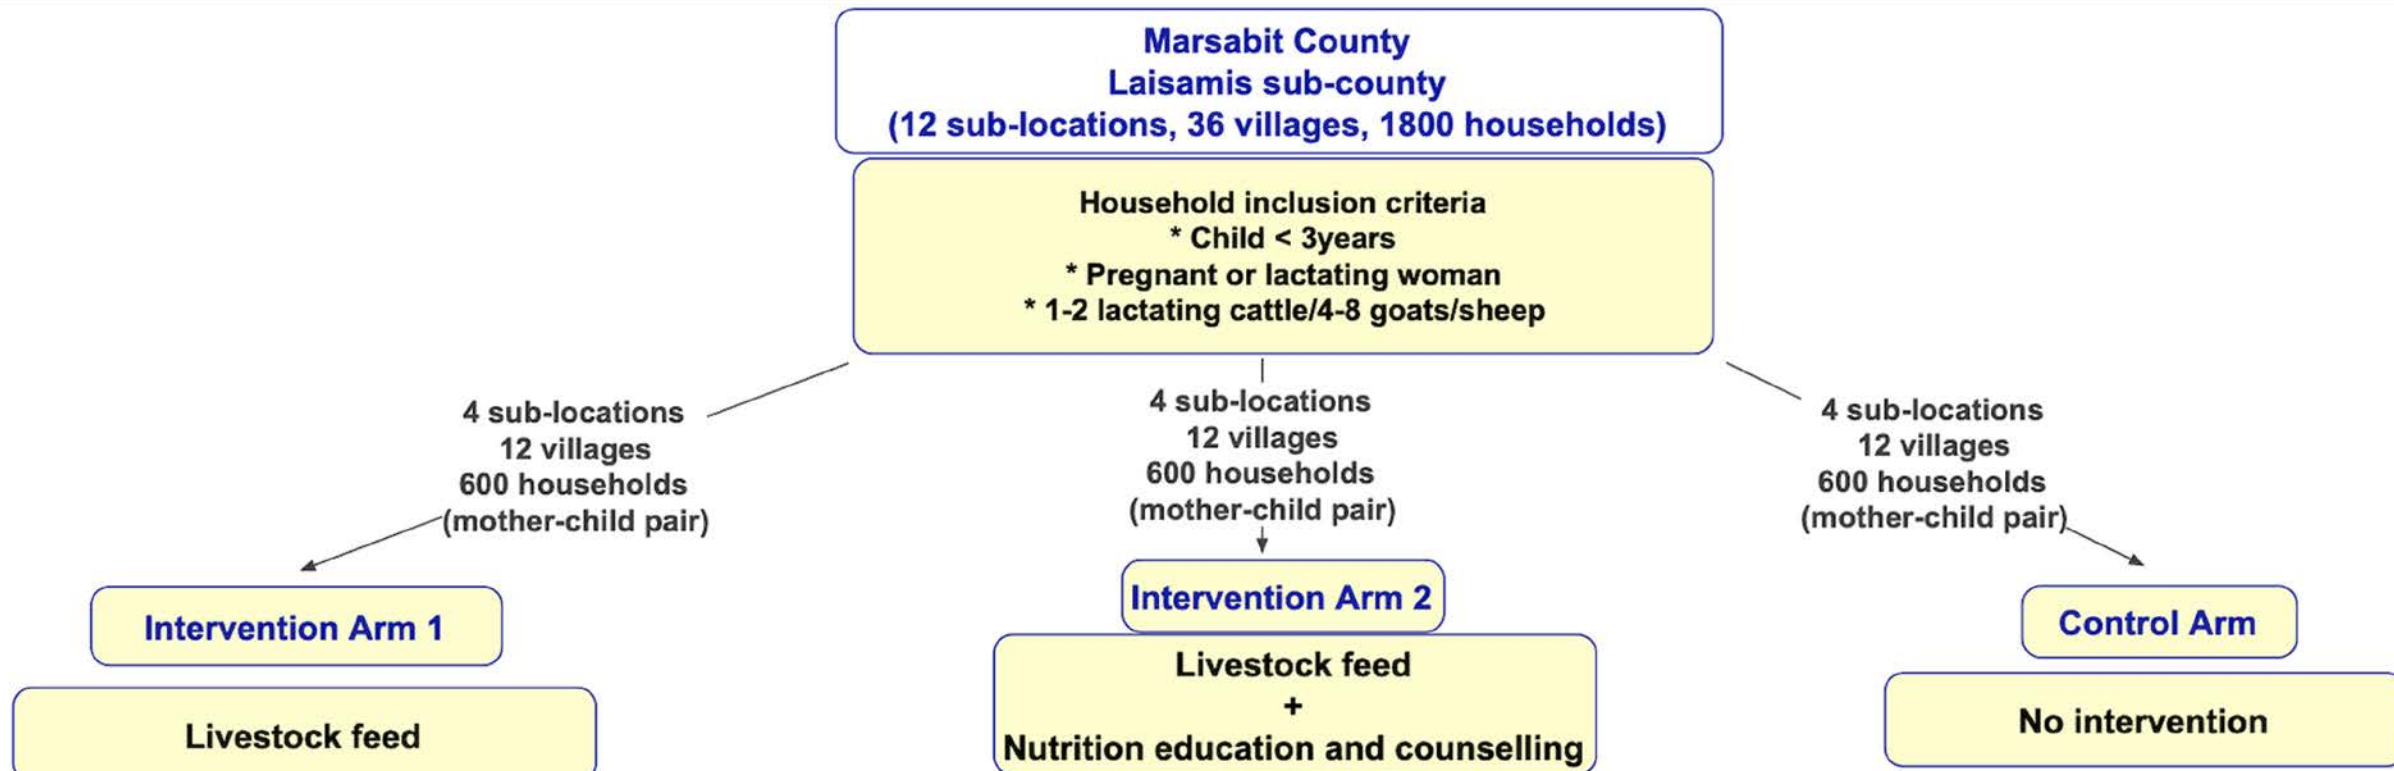 Marsabit County
Laisamis sub-county
(12 sub-locations, 36 villages, 1800 households)
Household inclusion criteria
* Child < 3years
* Pregnant or lactating woman
* 1-2 lactating cattle/4-8 goats/sheep
4 sub-locations
12 villages
600 households
(mother-child pair)
4 sub-locations
12 villages
600 households
(mother-child pair)
4 sub-locations
12 villages
600 households
(mother-child pair)
Intervention Arm 1
Livestock feed
Intervention Arm 2
Livestock feed
+
Nutrition education and counselling
Control Arm
No intervention